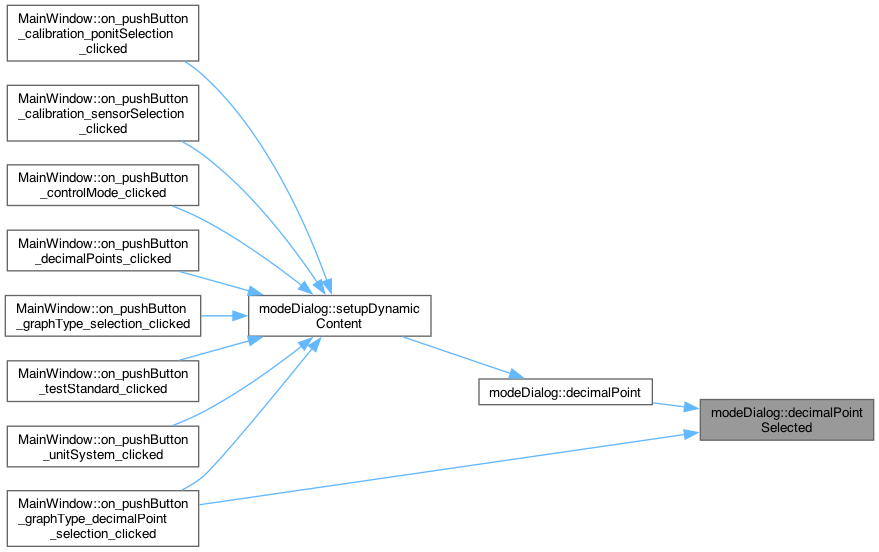 MainWindow::on_pushButton
_calibration_ponitSelection
_clicked
MainWindow::on_pushButton
_calibration_sensorSelection
_clicked
MainWindow::on_pushButton
_controlMode_clicked
MainWindow::on_pushButton
_decimalPoints_clicked
MainWindow::on_pushButton
_graphType_selection_clicked
MainWindow::on_pushButton
_testStandard_clicked
MainWindow::on_pushButton
_unitSystem_clicked
MainWindow::on_pushButton
_graphType_decimalPoint
_selection_clicked
modeDialog::setupDynamic
Content
modeDialog::decimalPoint
modeDialog::decimalPoint
Selected